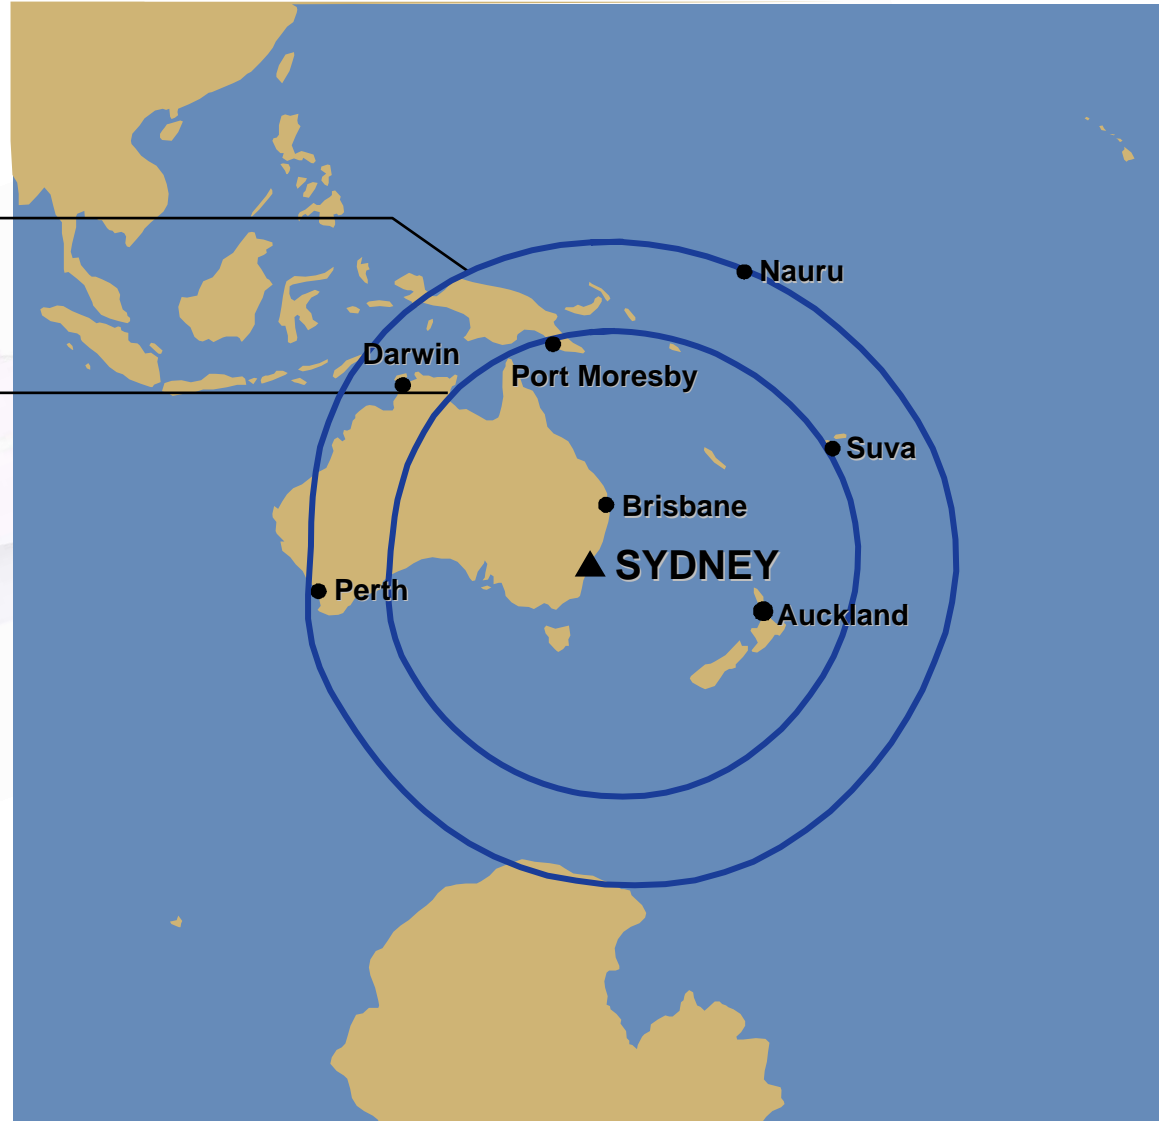 Nauru
Darwin
Port Moresby
Suva
Brisbane
SYDNEY
Perth
Auckland